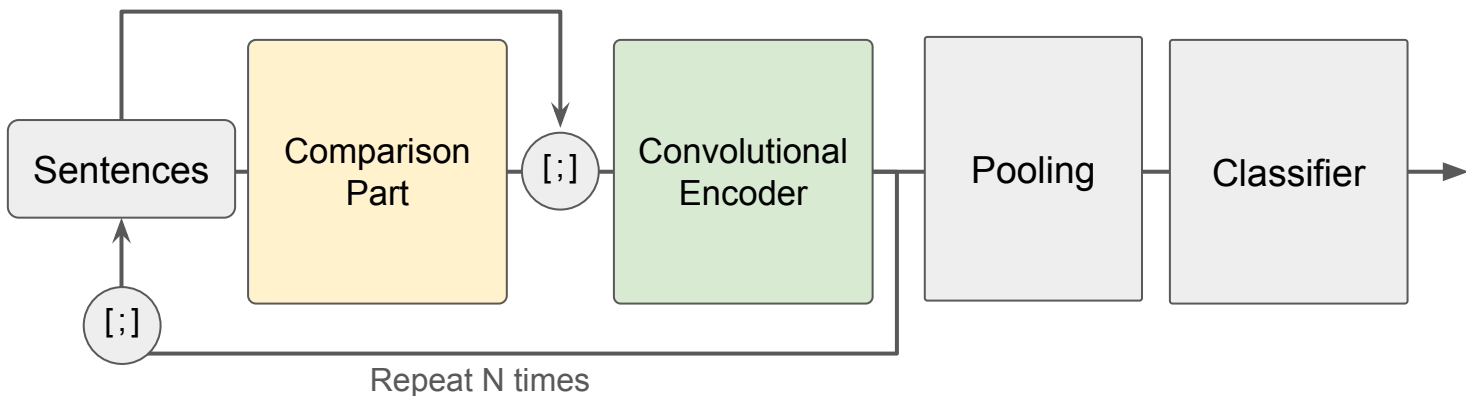 Sentences
Comparison
Part
[;]
Convolutional
Encoder
Pooling
Classifier
[;]
Repeat N times